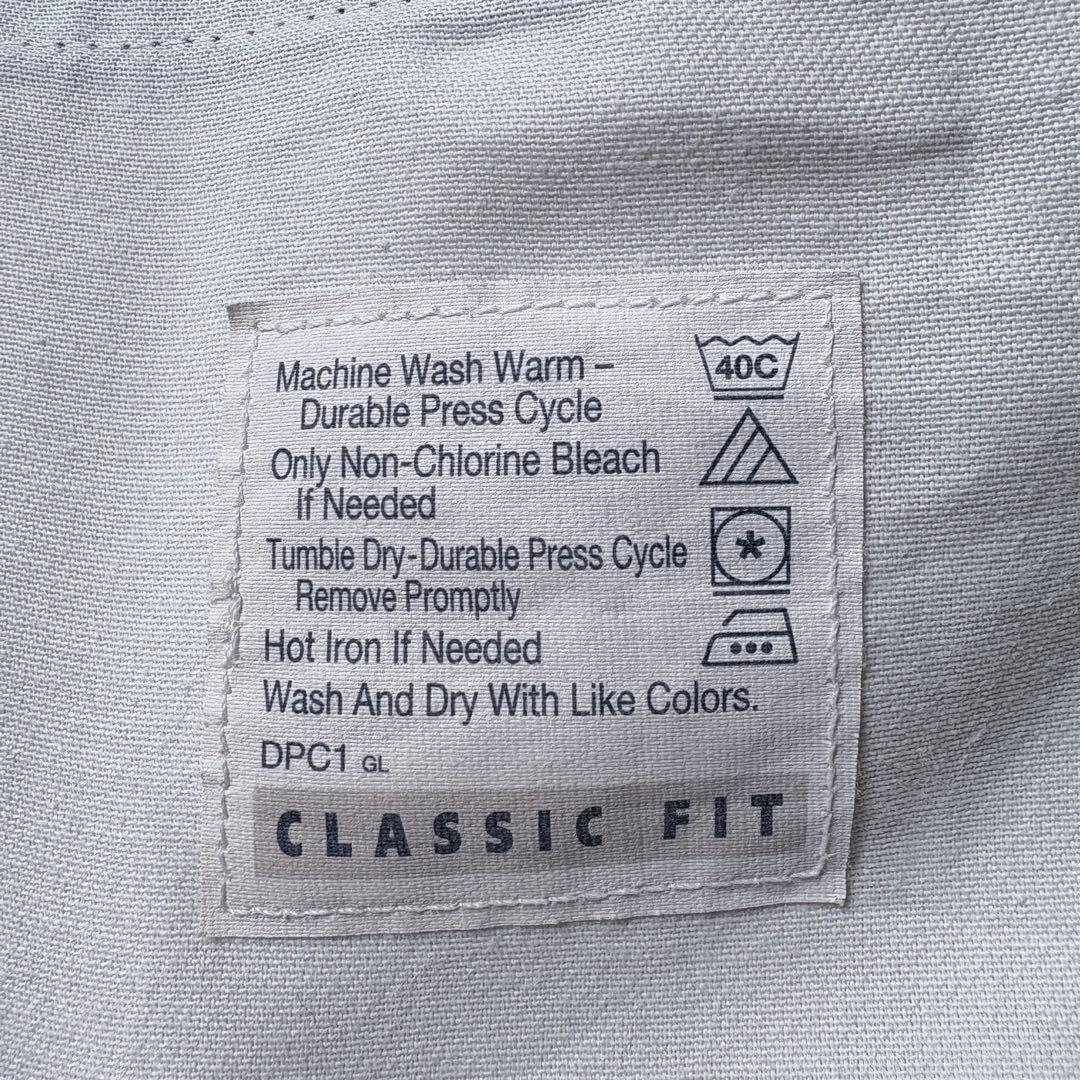 Machine Wash Warm –
Durable Press Cycle
40C
Only Non-Chlorine Bleach
If Needed
Tumble Dry-Durable Press Cycle
Remove Promptly
Hot Iron If Needed
Wash And Dry With Like Colors.
DPC1 GL
CLASSIC FIT